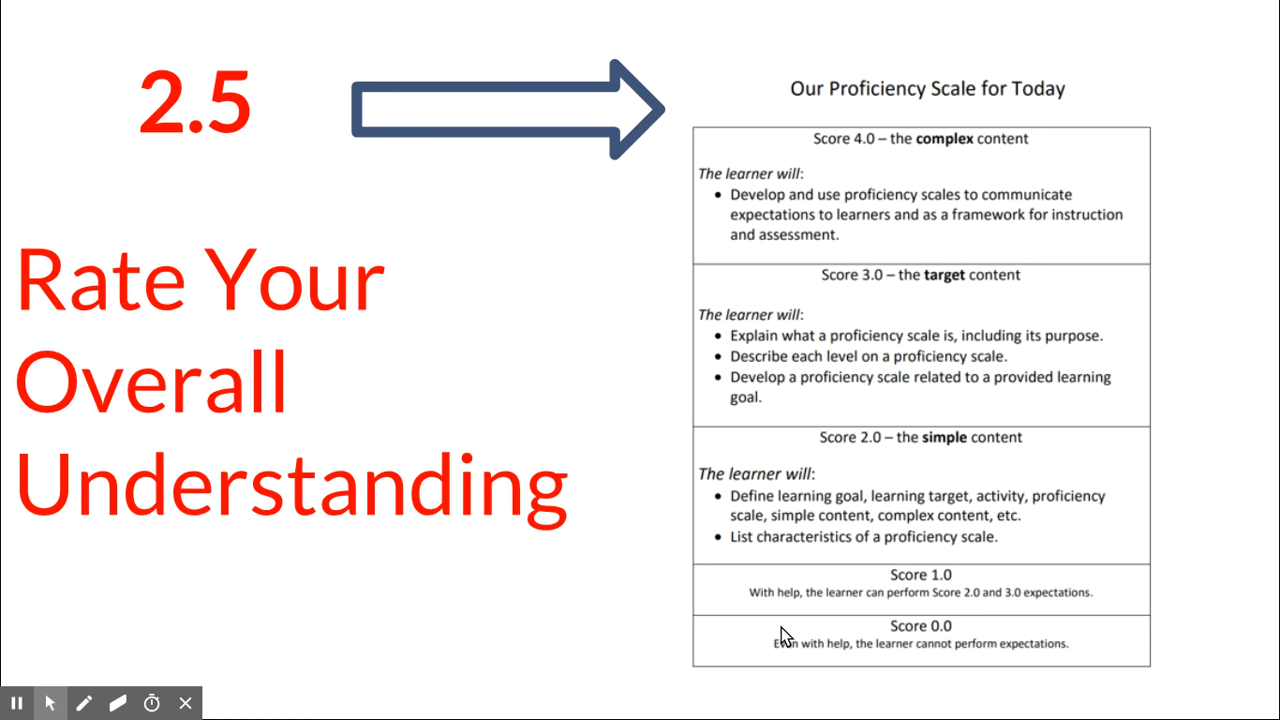 2.5
Rate Your
Overall
Understanding
Our Proficiency Scale for Today
Score 4.0 – the complex content
The learner will:
• Develop and use proficiency scales to communicate
expectations to learners and as a framework for instruction
and assessment.
Score 3.0 – the target content
The learner will:
• Explain what a proficiency scale is, including its purpose.
• Describe each level on a proficiency scale.
• Develop a proficiency scale related to a provided learning
goal.
Score 2.0 – the simple content
The learner will:
• Define learning goal, learning target, activity, proficiency
scale, simple content, complex content, etc.
• List characteristics of a proficiency scale.
Score 1.0
With help, the learner can perform Score 2.0 and 3.0 expectations.
Score 0.0
Even with help, the learner cannot perform expectations.